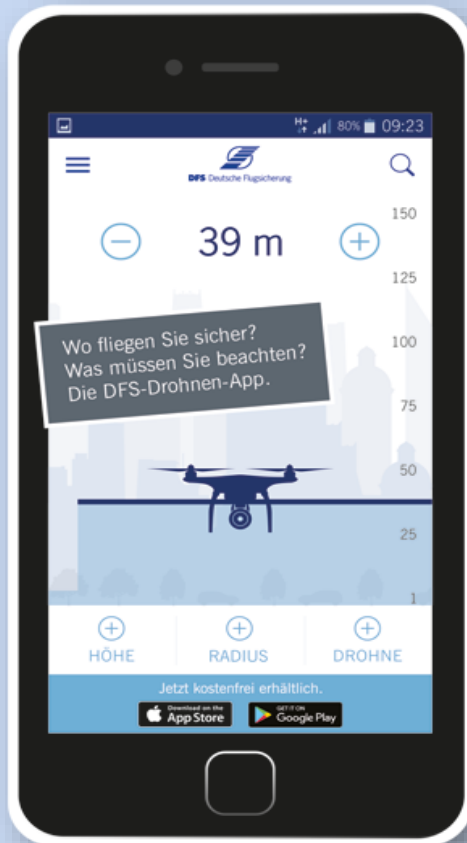 H+ 80% 09:23
DFS Deutsche Flugsicherung
39 m
150
125
100
75
50
25
1
Wo fliegen Sie sicher?
Was müssen Sie beachten?
Die DFS-Drohnen-App.
HÖHE RADIUS DROHNE
Jetzt kostenfrei erhältlich.
Download on the
App Store
GET IT ON
Google Play